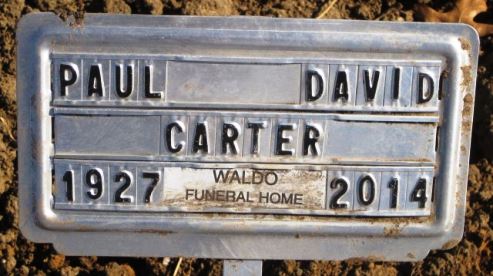 PAUL DAVID
CARTER
1927 WALDO FUNERAL HOME 2014